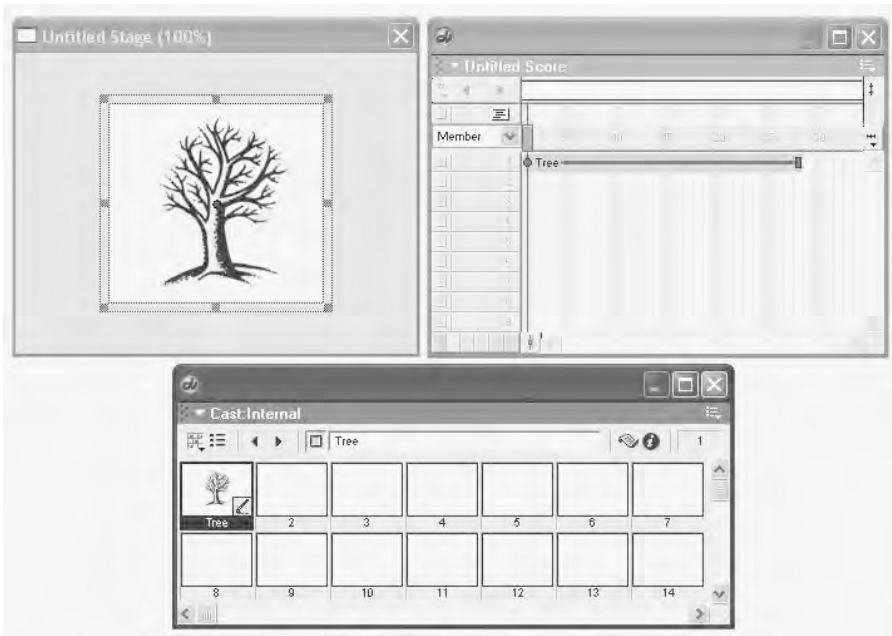 Untitled Stage (100%)
Untitled Score
Member
Tree
Cast:Internal
Tree
1
Tree 2 3 4 5 6 7
8 9 10 11 12 13 14